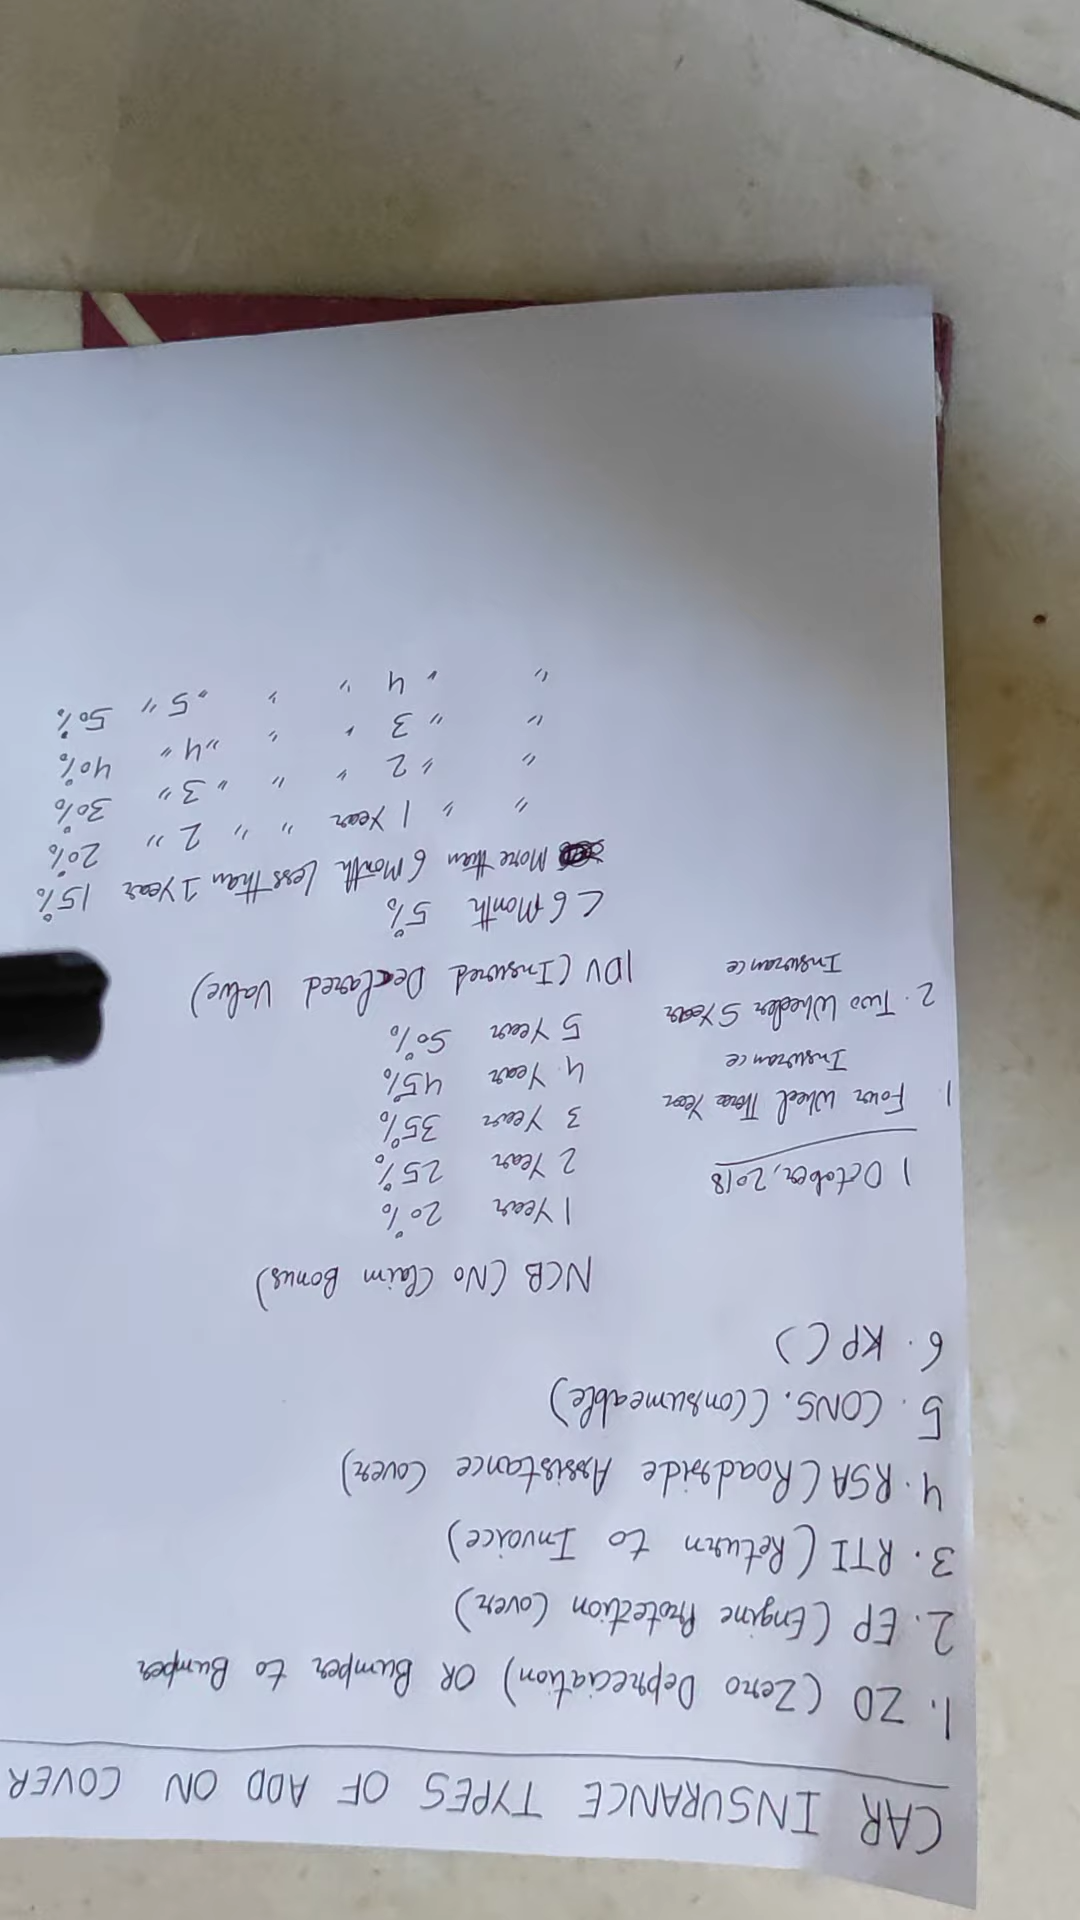 CAR INSURANCE TYPES OF ADD ON COVER
1. ZD (Zero Depreciation) OR Bumper to Bumper
2. EP (Engine Protection Cover)
3. RTI (Return to Invoice)
4. RSA (Roadside Assistance Cover)
5. CONS. (Consumeable)
6. KP ( )
NCB (No Claim Bonus)
1 Year 20%
2 Year 25%
3 Year 35%
4 Year 45%
5 Year 50%
1 October, 2018
1 Four Wheel Three Year
Insurance
2. Two Wheeler 5 Year
Insurance
IDV (Insured Declared Value)
< 6 Month 5%
More than 6 Month Less than 1 Year 15%
" " 1 Year " " 2 " 20%
" " 2 " " " 3 " 30%
" " 3 " " " 4 " 40%
" " 4 " " " 5 " 50%